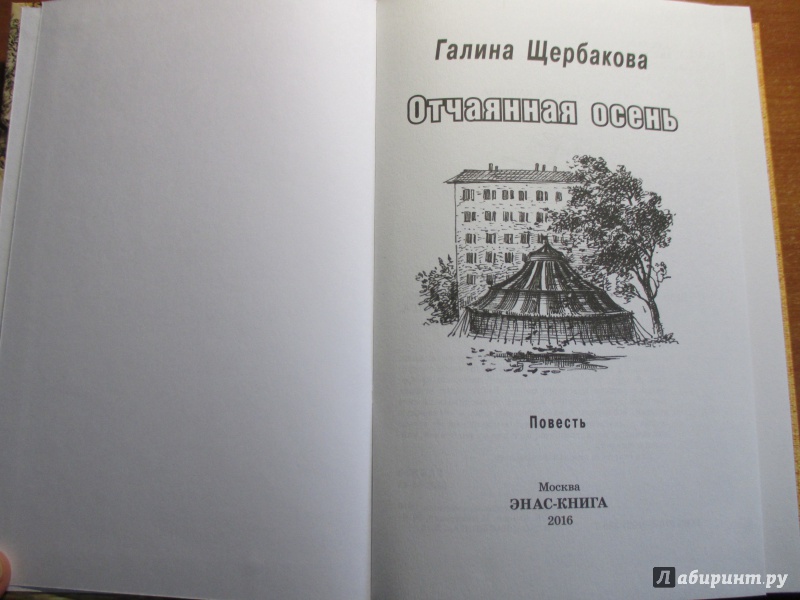 Галина Щербакова
Отчаянная осень
Повесть
Москва
ЭНАС-КНИГА
2016
Лабиринт.ру